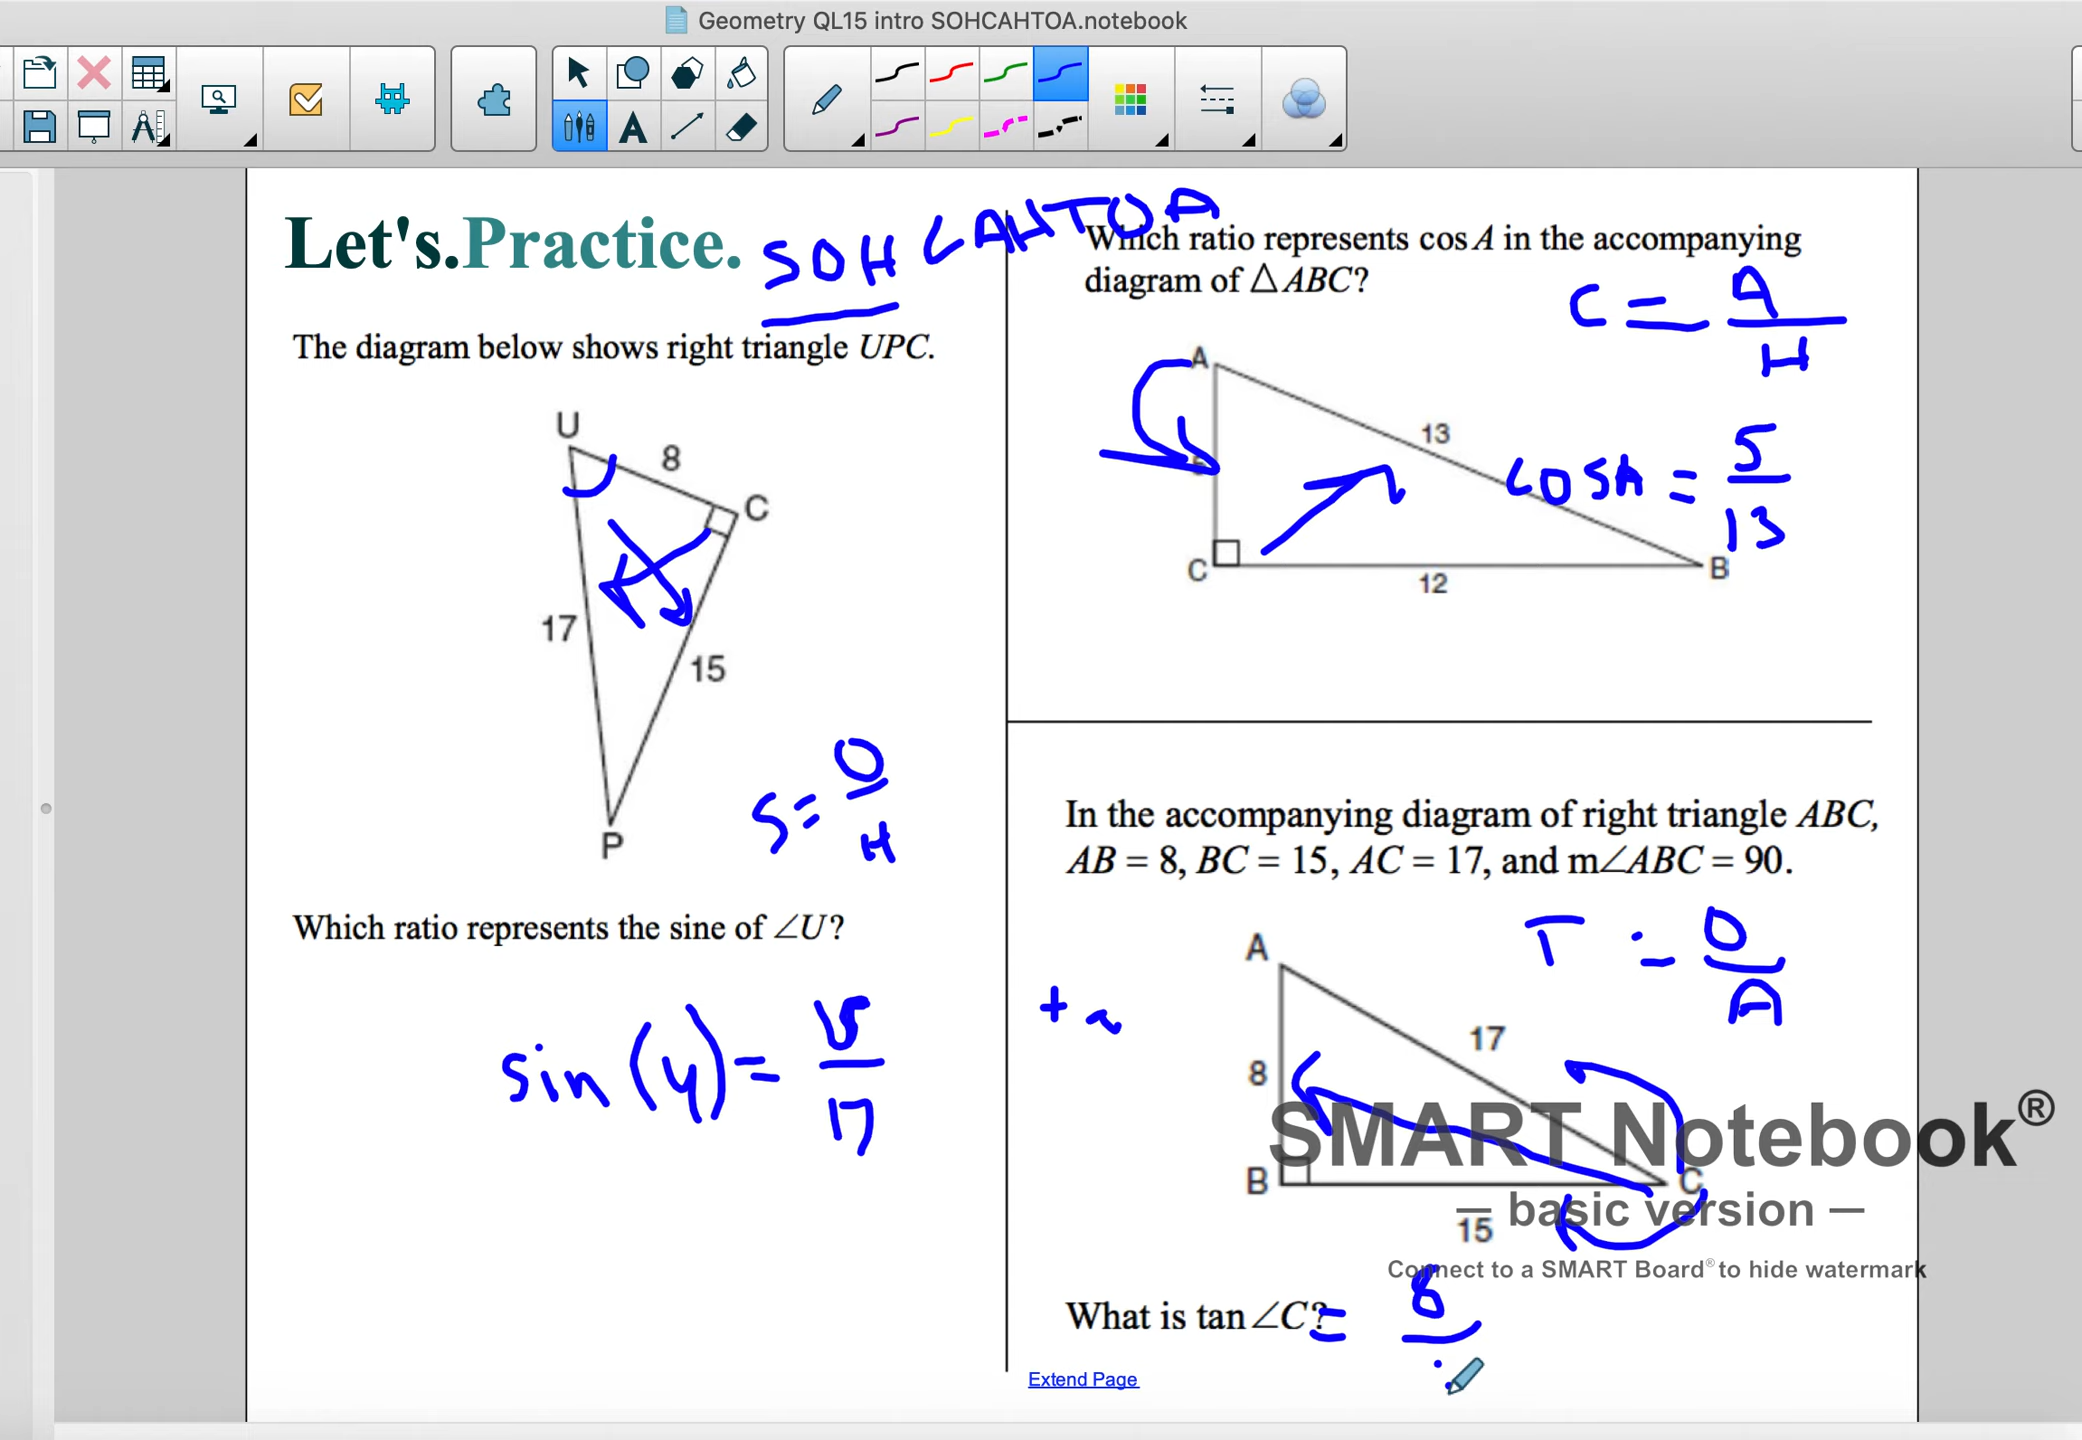 Geometry QL15 intro SOHCAHTOA.notebook
A
Let's.Practice.
SOH CAHTOA
The diagram below shows right triangle UPC.
U
8
C
17
15
P
S = O
H
Which ratio represents the sine of ∠U?
sin (u) = 15
17
Which ratio represents cos A in the accompanying
diagram of △ABC?
C = A
H
A
13
cosA = 5
13
C
12
B
In the accompanying diagram of right triangle ABC,
AB = 8, BC = 15, AC = 17, and m∠ABC = 90.
T = O
A
A
17
8
B
C
15
SMART Notebook®
— basic version —
Connect to a SMART Board® to hide watermark
What is tan ∠C? = 8
Extend Page